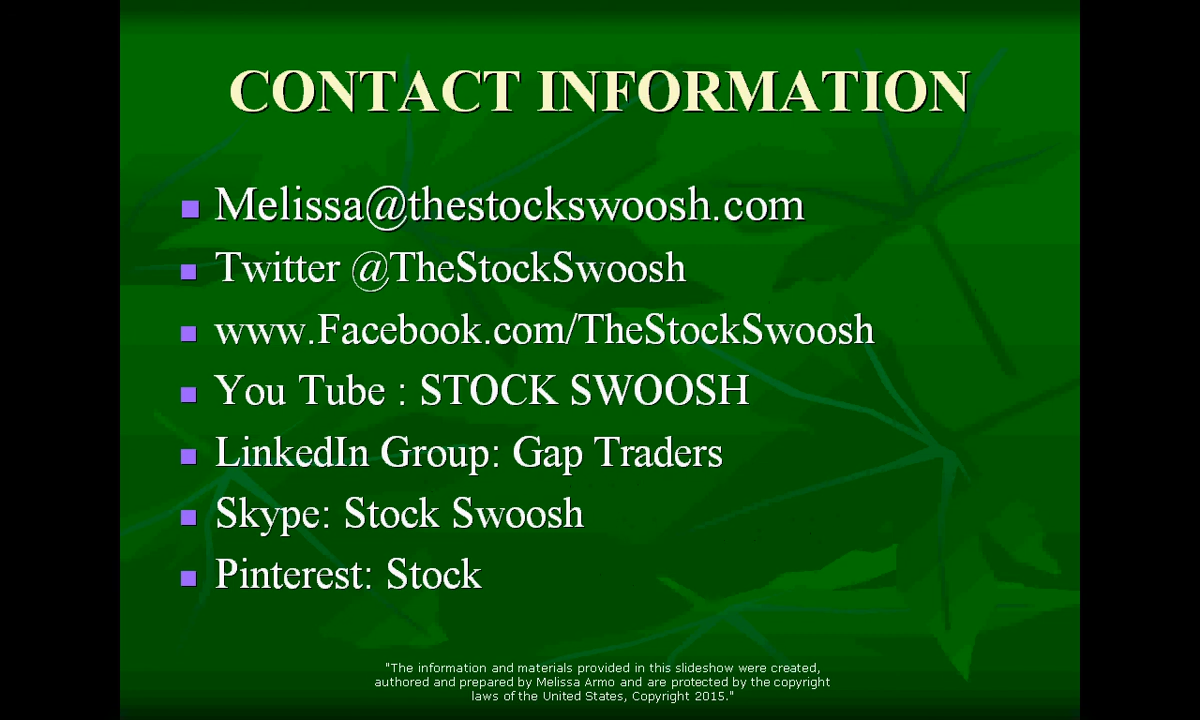 CONTACT INFORMATION
Melissa@thestockswoosh.com
Twitter @TheStockSwoosh
www.Facebook.com/TheStockSwoosh
You Tube : STOCK SWOOSH
LinkedIn Group: Gap Traders
Skype: Stock Swoosh
Pinterest: Stock
"The information and materials provided in this slideshow were created,
authored and prepared by Melissa Armo and are protected by the copyright
laws of the United States, Copyright 2015."